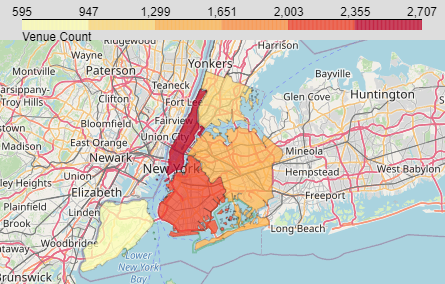 595 947 1,299 1,651 2,003 2,355 2,707
Venue Count
Ridgewood
Harrison
Wayne
Yonkers
Montville
Paterson
Bayville
Teaneck
Glen Cove
Huntington
Parsippany-
Troy Hills
Clifton
Fort Lee
Fairview
Bloomfield
Union City
Madison
East Orange
Mineola
Newark
New York
Hempstead
West Babylon
Union
Elizabeth
Freeport
Plainfield
Linden
Long Beach
Woodbridge
Lower
New York
Bay